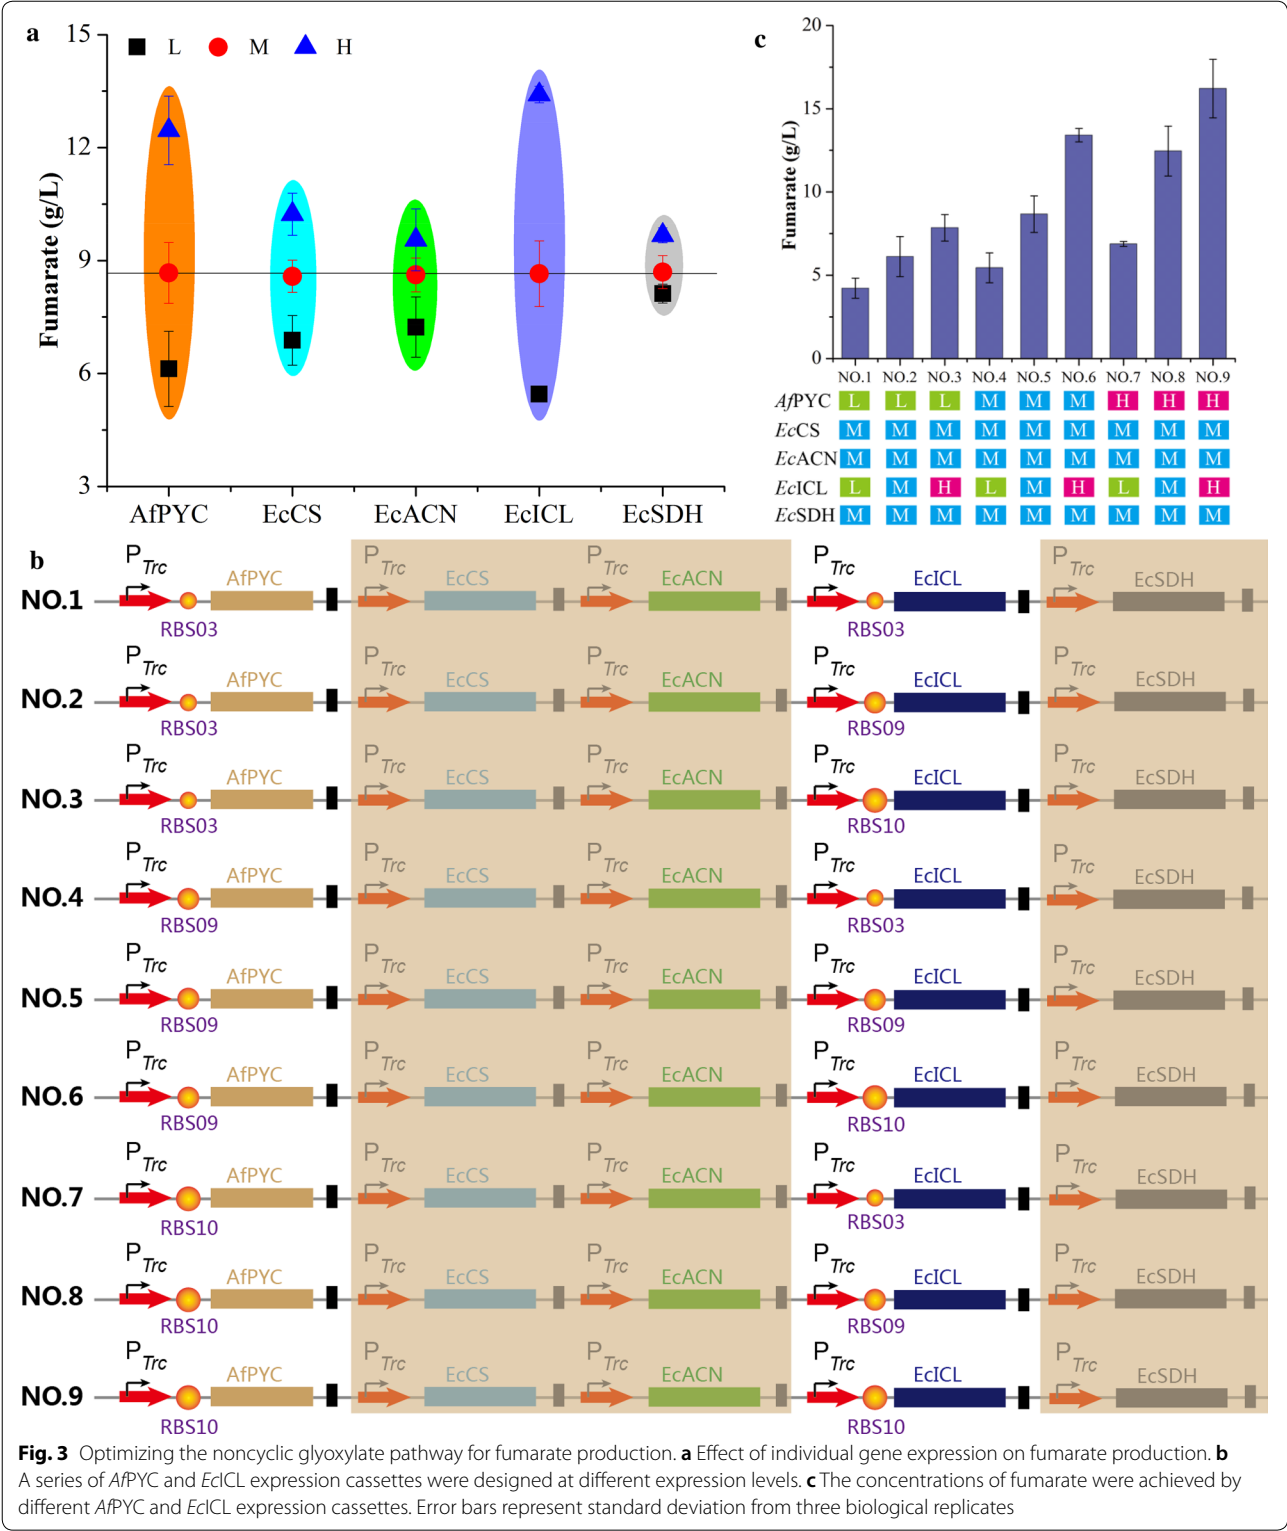 a
15
12
9
6
3
Fumarate (g/L)
L M H
AfPYC EcCS EcACN EcICL EcSDH
c
20
15
10
5
0
Fumarate (g/L)
NO.1 NO.2 NO.3 NO.4 NO.5 NO.6 NO.7 NO.8 NO.9
AfPYC L L L M M M H H H
EcCS M M M M M M M M M
EcACN M M M M M M M M M
EcICL L M H L M H L M H
EcSDH M M M M M M M M M
b
NO.1 PTrc RBS03 AfPYC PTrc EcCS PTrc EcACN PTrc RBS03 EcICL PTrc EcSDH
NO.2 PTrc RBS03 AfPYC PTrc EcCS PTrc EcACN PTrc RBS09 EcICL PTrc EcSDH
NO.3 PTrc RBS03 AfPYC PTrc EcCS PTrc EcACN PTrc RBS10 EcICL PTrc EcSDH
NO.4 PTrc RBS09 AfPYC PTrc EcCS PTrc EcACN PTrc RBS03 EcICL PTrc EcSDH
NO.5 PTrc RBS09 AfPYC PTrc EcCS PTrc EcACN PTrc RBS09 EcICL PTrc EcSDH
NO.6 PTrc RBS09 AfPYC PTrc EcCS PTrc EcACN PTrc RBS10 EcICL PTrc EcSDH
NO.7 PTrc RBS10 AfPYC PTrc EcCS PTrc EcACN PTrc RBS03 EcICL PTrc EcSDH
NO.8 PTrc RBS10 AfPYC PTrc EcCS PTrc EcACN PTrc RBS09 EcICL PTrc EcSDH
NO.9 PTrc RBS10 AfPYC PTrc EcCS PTrc EcACN PTrc RBS10 EcICL PTrc EcSDH
Fig. 3 Optimizing the noncyclic glyoxylate pathway for fumarate production. a Effect of individual gene expression on fumarate production. b
A series of AfPYC and EcICL expression cassettes were designed at different expression levels. c The concentrations of fumarate were achieved by
different AfPYC and EcICL expression cassettes. Error bars represent standard deviation from three biological replicates